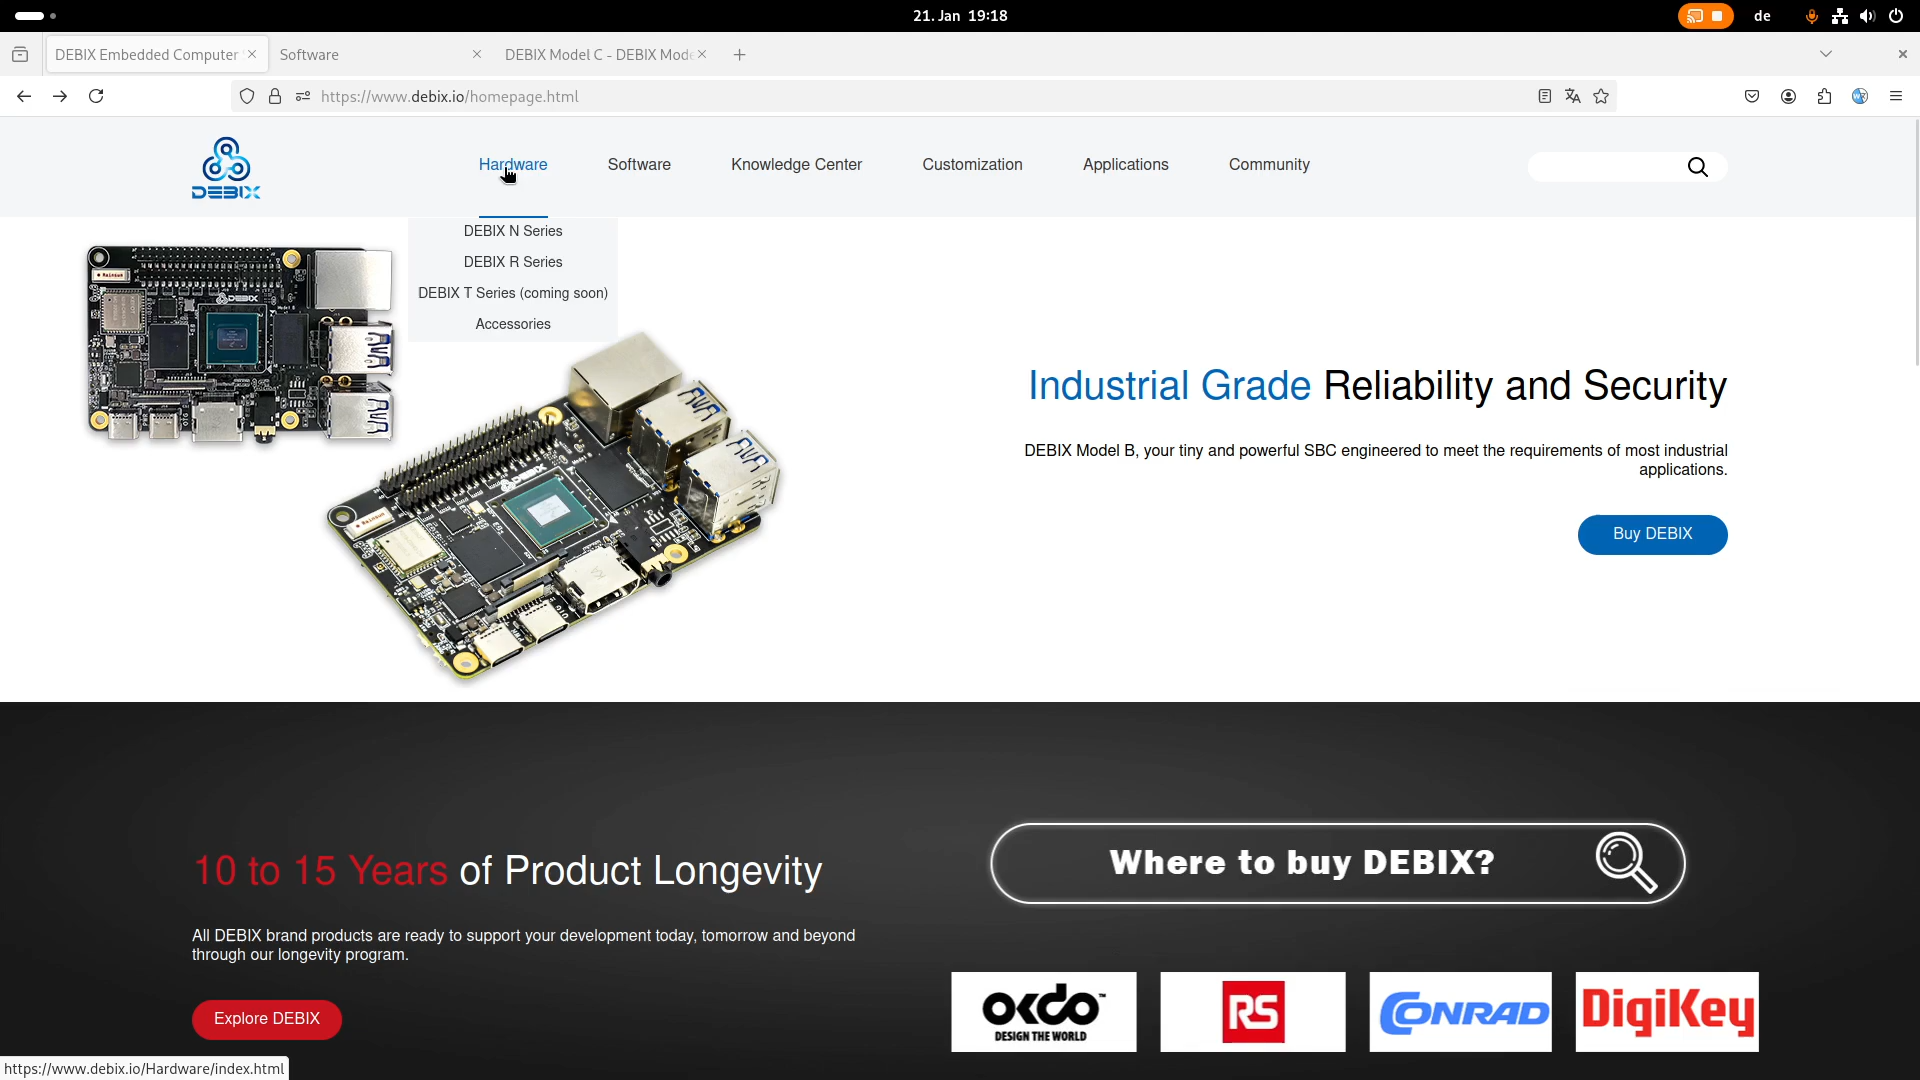 21. Jan 19:18
de
DEBIX Embedded Computer
Software
DEBIX Model C - DEBIX Mode
https://www.debix.io/homepage.html
DEBIX
Hardware
Software
Knowledge Center
Customization
Applications
Community
DEBIX N Series
DEBIX R Series
DEBIX T Series (coming soon)
Accessories
DEBIX
DEBIX
Industrial Grade Reliability and Security
DEBIX Model B, your tiny and powerful SBC engineered to meet the requirements of most industrial
applications.
Buy DEBIX
10 to 15 Years of Product Longevity
All DEBIX brand products are ready to support your development today, tomorrow and beyond
through our longevity program.
Explore DEBIX
Where to buy DEBIX?
OKDO™
DESIGN THE WORLD
RS
CONRAD
DigiKey
https://www.debix.io/Hardware/index.html